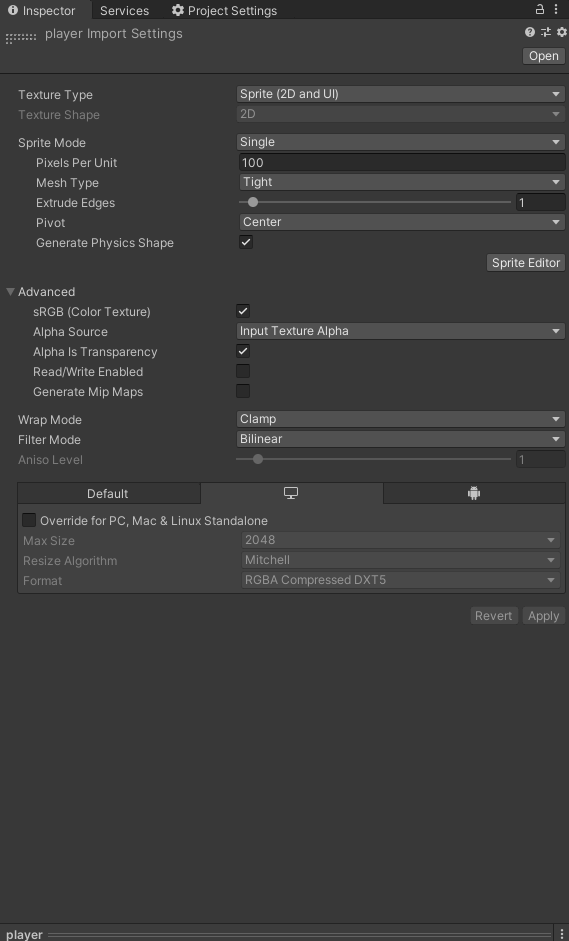 Inspector Services Project Settings
player Import Settings
Open
Texture Type Sprite (2D and UI)
Texture Shape 2D
Sprite Mode Single
Pixels Per Unit 100
Mesh Type Tight
Extrude Edges 1
Pivot Center
Generate Physics Shape
Sprite Editor
Advanced
sRGB (Color Texture)
Alpha Source Input Texture Alpha
Alpha Is Transparency
Read/Write Enabled
Generate Mip Maps
Wrap Mode Clamp
Filter Mode Bilinear
Aniso Level 1
Default
Override for PC, Mac & Linux Standalone
Max Size 2048
Resize Algorithm Mitchell
Format RGBA Compressed DXT5
Revert Apply
player